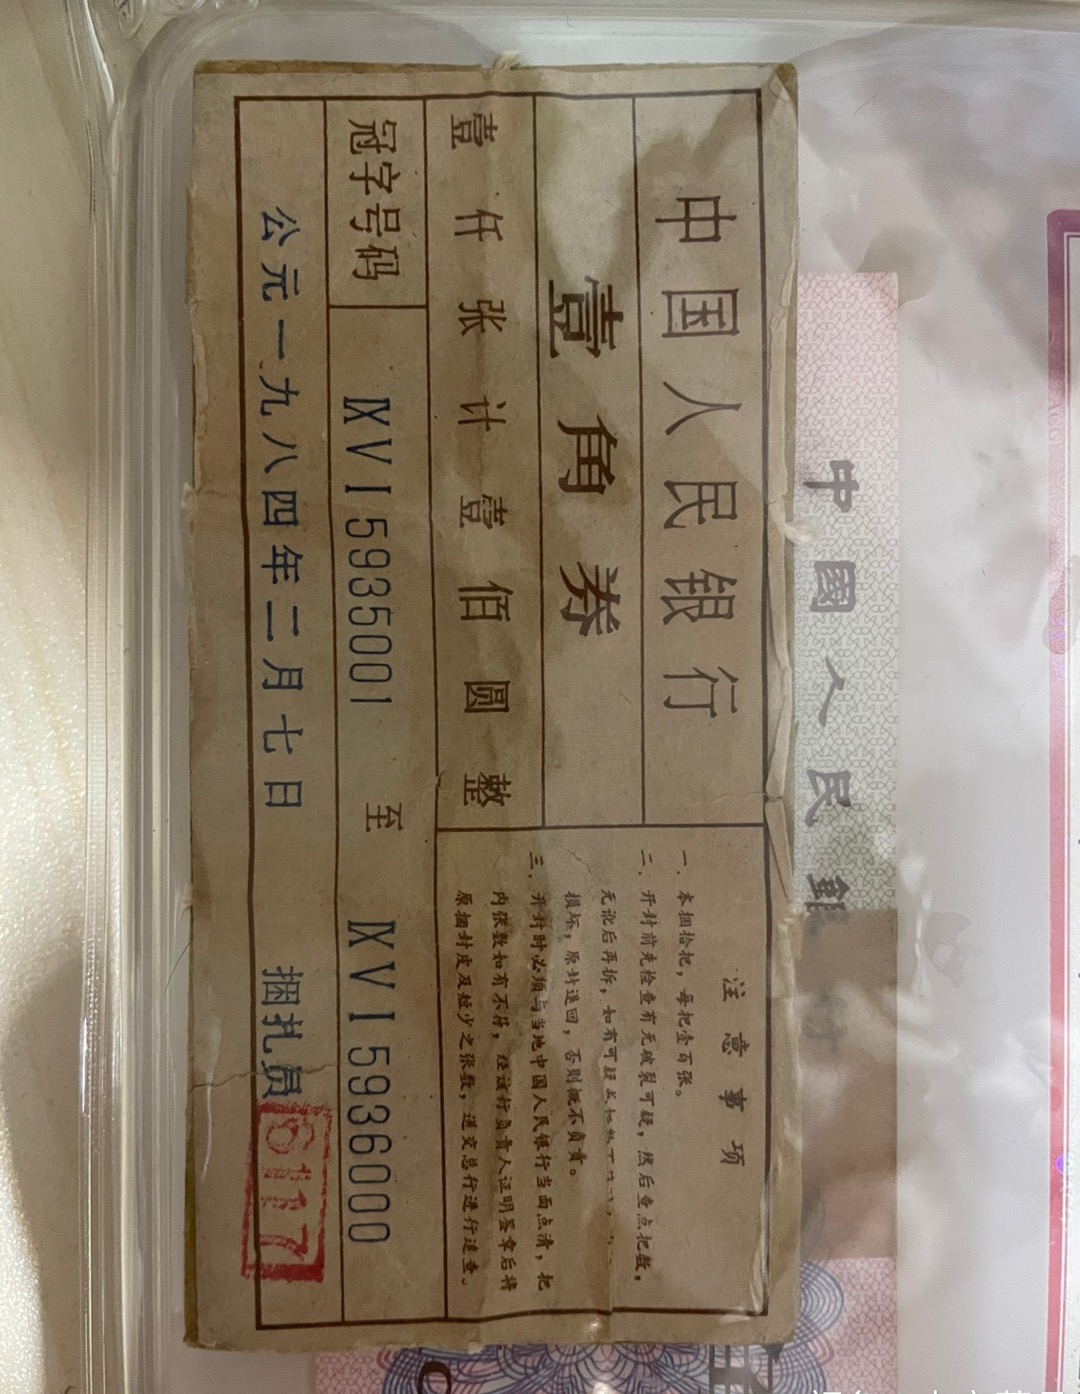 中国人民银行
壹角券
壹仟张计壹佰圆整
冠字号码 ⅨⅤⅠ5935001 至 ⅨⅤⅠ5936000
公元一九八四年二月七日 捆扎员
注意事项
一. 本捆拾把，每把壹百张。
二. 开封前先检查有无破裂可疑，然后查点把数，
无讹后再拆，如有可疑
损坏，原封退回，否则概不负责。
三. 开封时必须与当地中国人民银行当面点清，把
内张数如有不符，经该行负责人证明签章后将
原捆封皮及短少之张数，送交总行进行追查。
中國人民銀